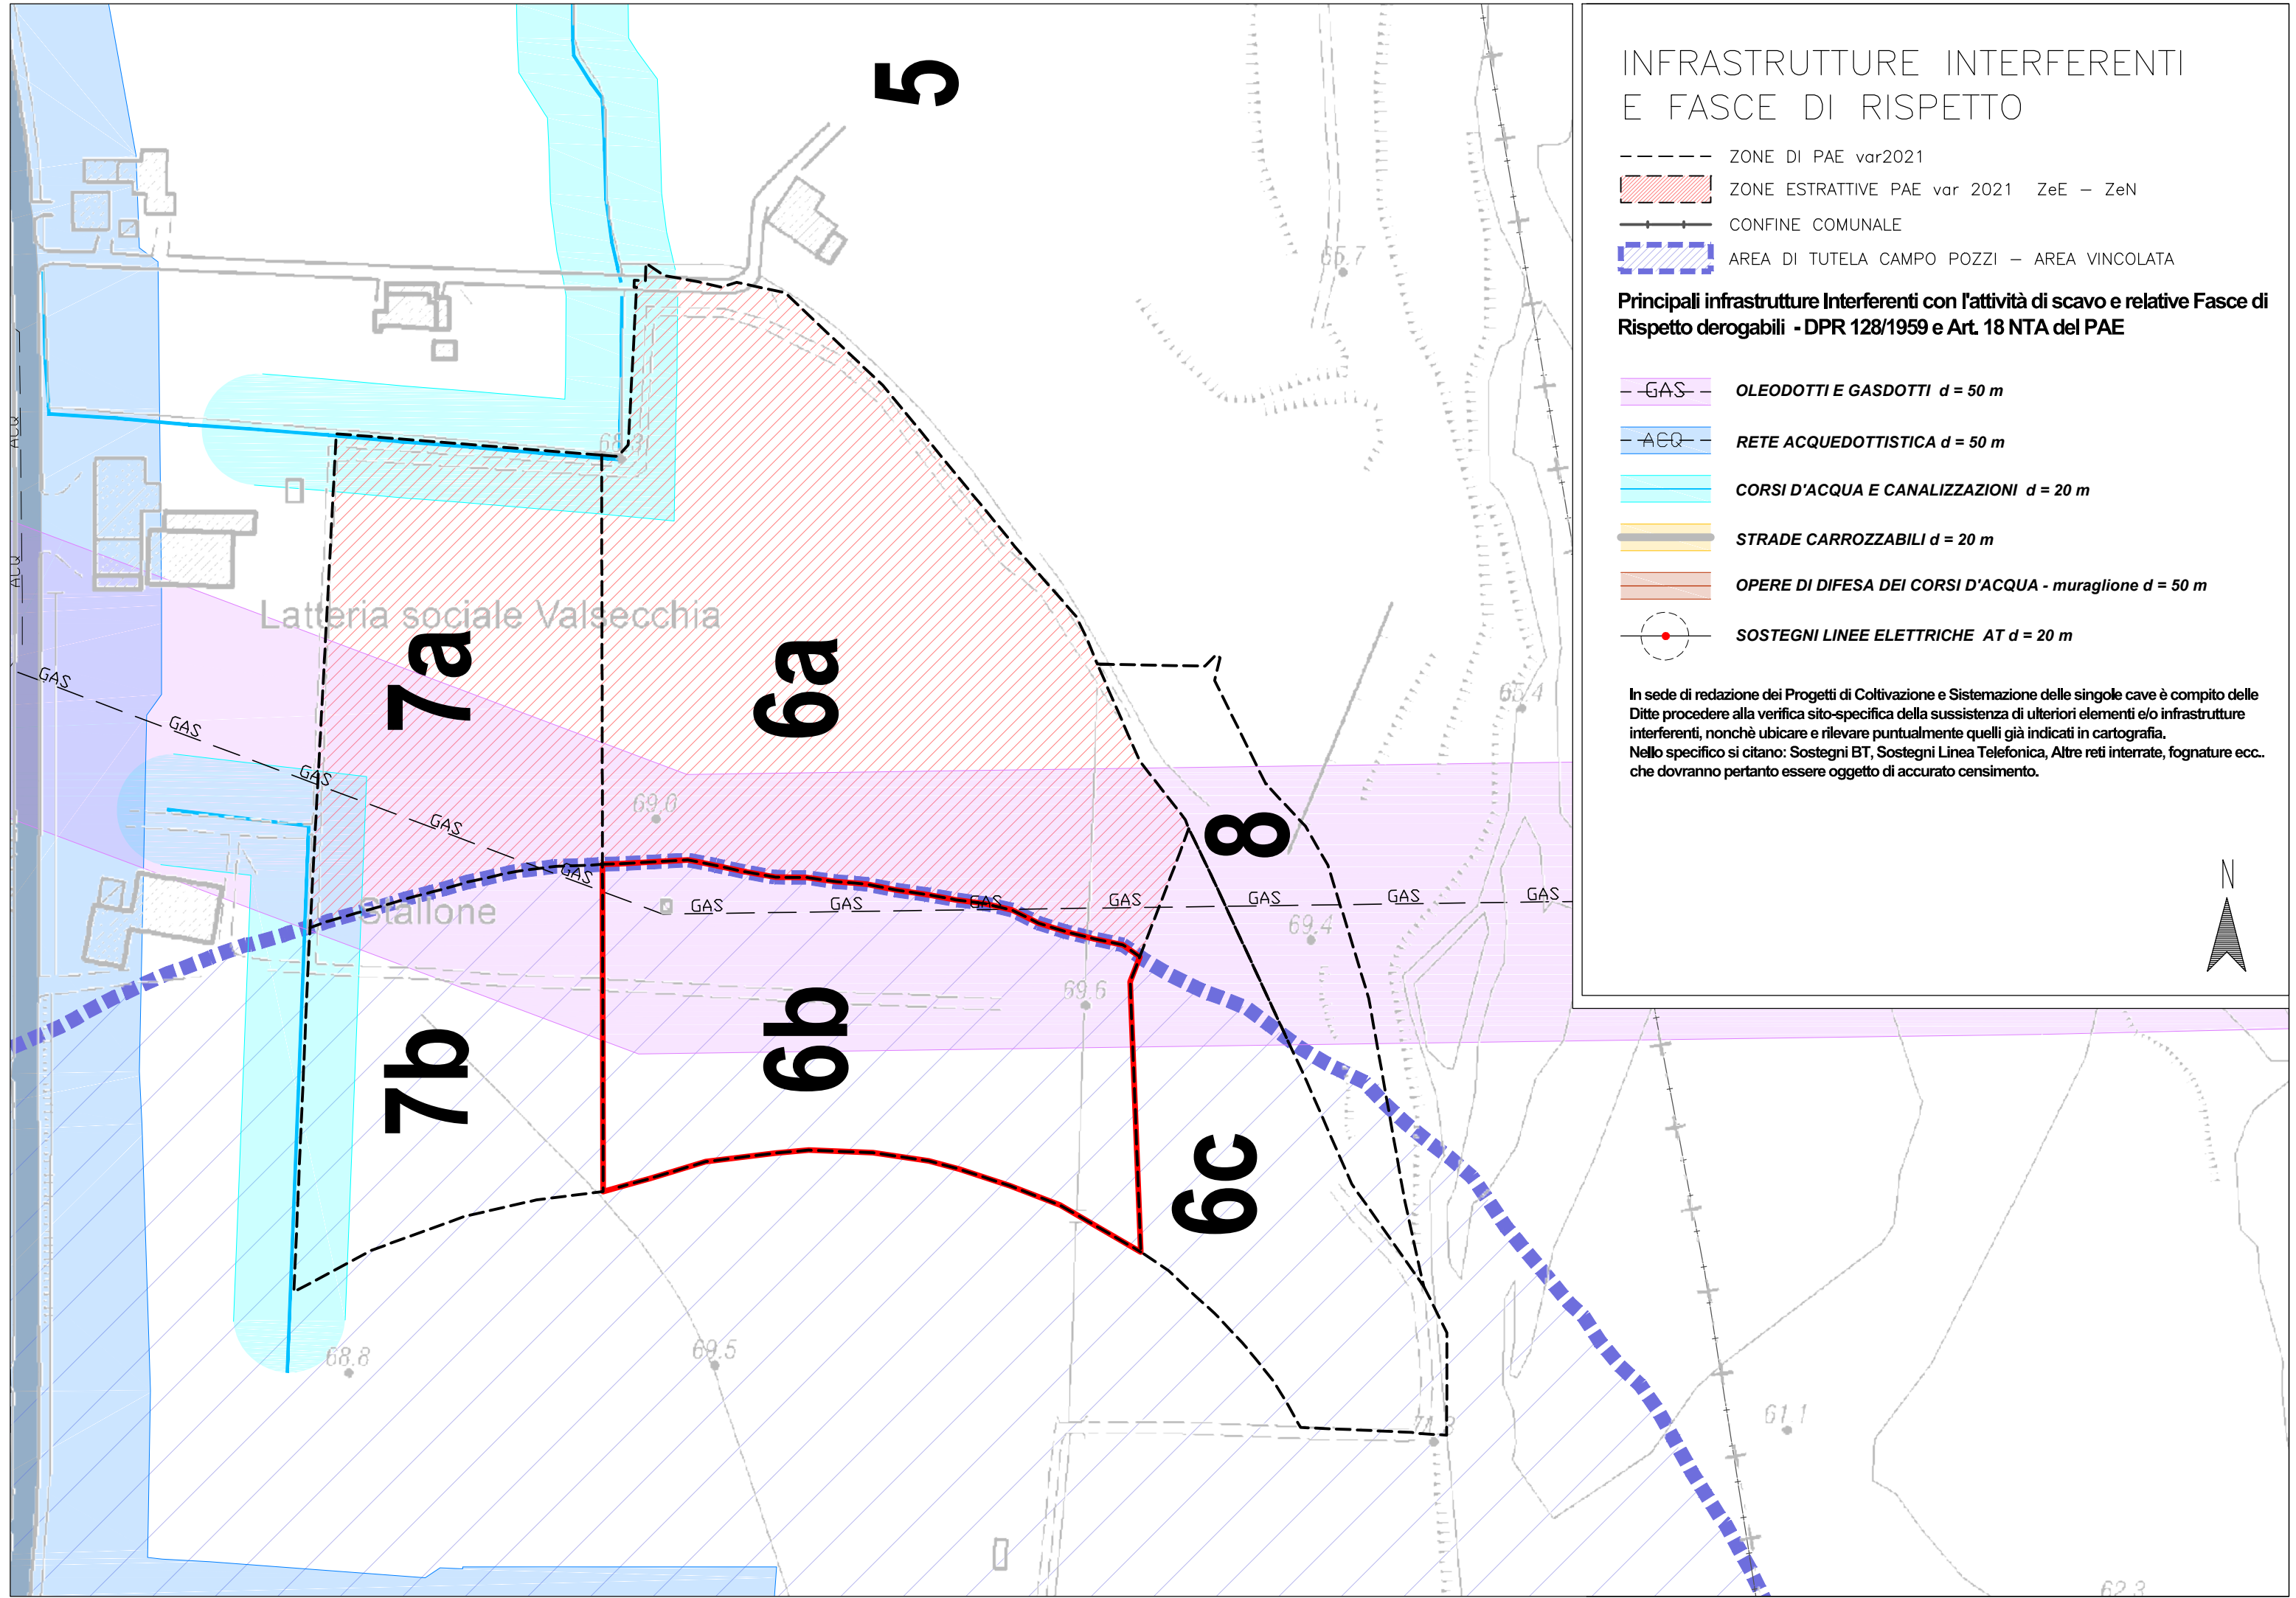 INFRASTRUTTURE INTERFERENTI
E FASCE DI RISPETTO
ZONE DI PAE var2021
ZONE ESTRATTIVE PAE var 2021 ZeE – ZeN
CONFINE COMUNALE
AREA DI TUTELA CAMPO POZZI – AREA VINCOLATA
Principali infrastrutture Interferenti con l'attività di scavo e relative Fasce di
Rispetto derogabili - DPR 128/1959 e Art. 18 NTA del PAE
GAS OLEODOTTI E GASDOTTI d = 50 m
ACQ RETE ACQUEDOTTISTICA d = 50 m
CORSI D'ACQUA E CANALIZZAZIONI d = 20 m
STRADE CARROZZABILI d = 20 m
OPERE DI DIFESA DEI CORSI D'ACQUA - muraglione d = 50 m
SOSTEGNI LINEE ELETTRICHE AT d = 20 m
In sede di redazione dei Progetti di Coltivazione e Sistemazione delle singole cave è compito delle
Ditte procedere alla verifica sito-specifica della sussistenza di ulteriori elementi e/o infrastrutture
interferenti, nonchè ubicare e rilevare puntualmente quelli già indicati in cartografia.
Nello specifico si citano: Sostegni BT, Sostegni Linea Telefonica, Altre reti interrate, fognature ecc..
che dovranno pertanto essere oggetto di accurato censimento.
N
5
65.7
ACQ
68.3
ACQ
Latteria sociale Valsecchia
7a
6a
65.4
GAS
GAS
GAS
GAS
69.0
8
GAS
GAS
GAS
GAS
GAS
GAS
GAS
GAS
Stallone
69.4
69.6
6b
7b
6c
68.8
69.5
71.3
61.1
62.3